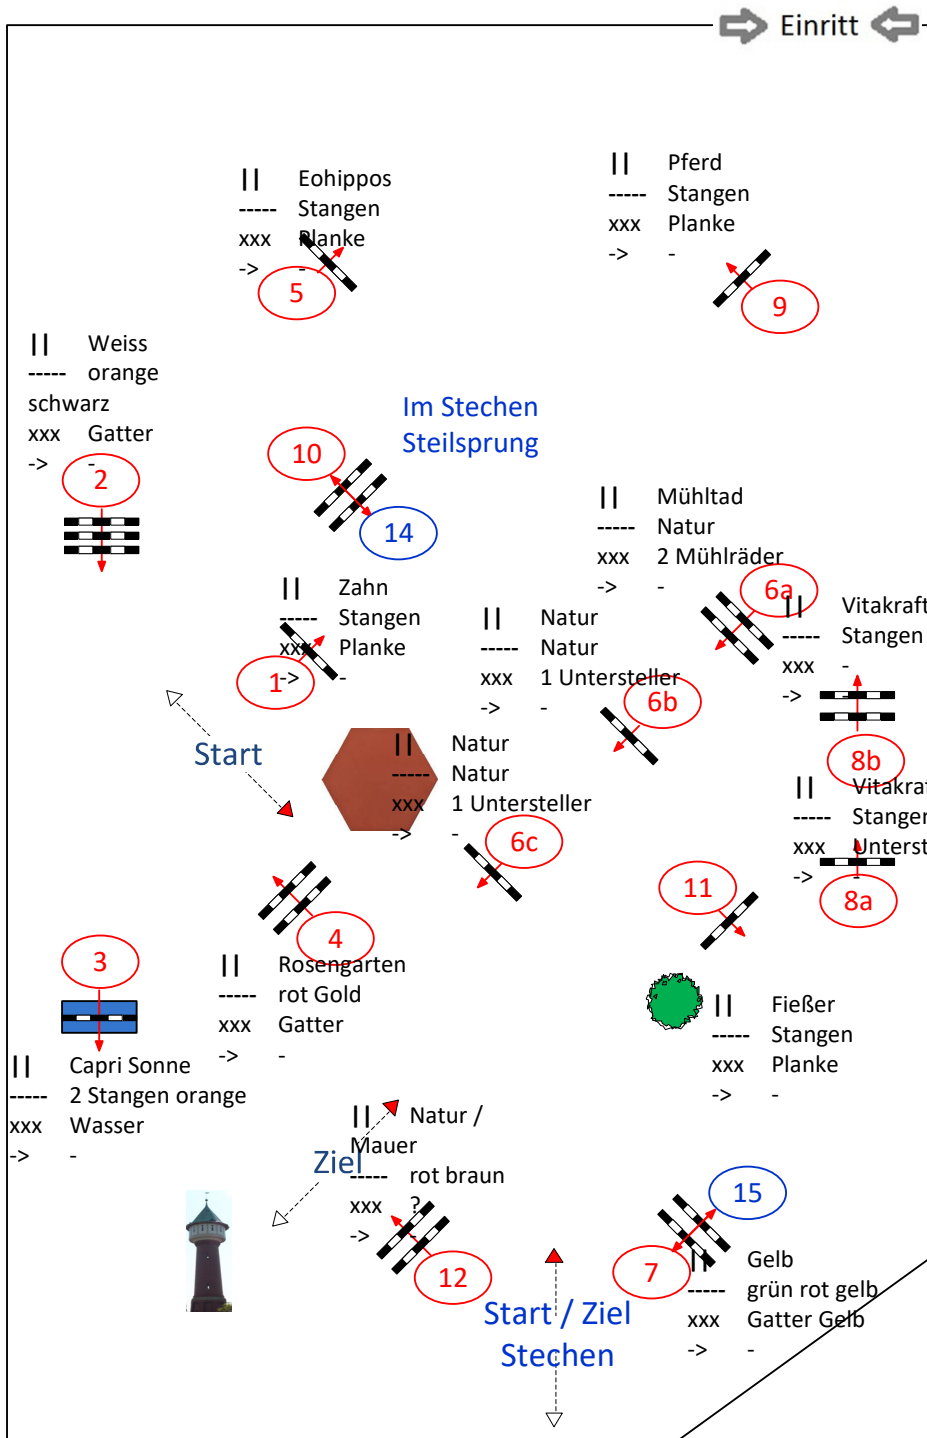 Einritt
|| Eohippos
----- Stangen
xxx Planke
-> -
5
|| Pferd
----- Stangen
xxx Planke
-> -
9
|| Weiss
----- orange
schwarz
xxx Gatter
-> -
2
Im Stechen
Steilsprung
10
14
|| Mühltad
----- Natur
xxx 2 Mühlräder
-> -
6a
|| Zahn
----- Stangen
xxx Planke
-> -
1
|| Natur
----- Natur
xxx 1 Untersteller
-> -
6b
|| Vitakraft
----- Stangen
xxx -
->
8b
Start
|| Natur
----- Natur
xxx 1 Untersteller
-> -
6c
|| Vitakraf
----- Stangen
xxx Unterst
-> -
8a
11
4
3
|| Rosengarten
----- rot Gold
xxx Gatter
-> -
|| Fießer
----- Stangen
xxx Planke
-> -
|| Capri Sonne
----- 2 Stangen orange
xxx Wasser
-> -
Ziel
|| Natur /
Mauer
----- rot braun
xxx ?
-> -
12
15
7
|| Gelb
----- grün rot gelb
xxx Gatter Gelb
-> -
Start / Ziel
Stechen